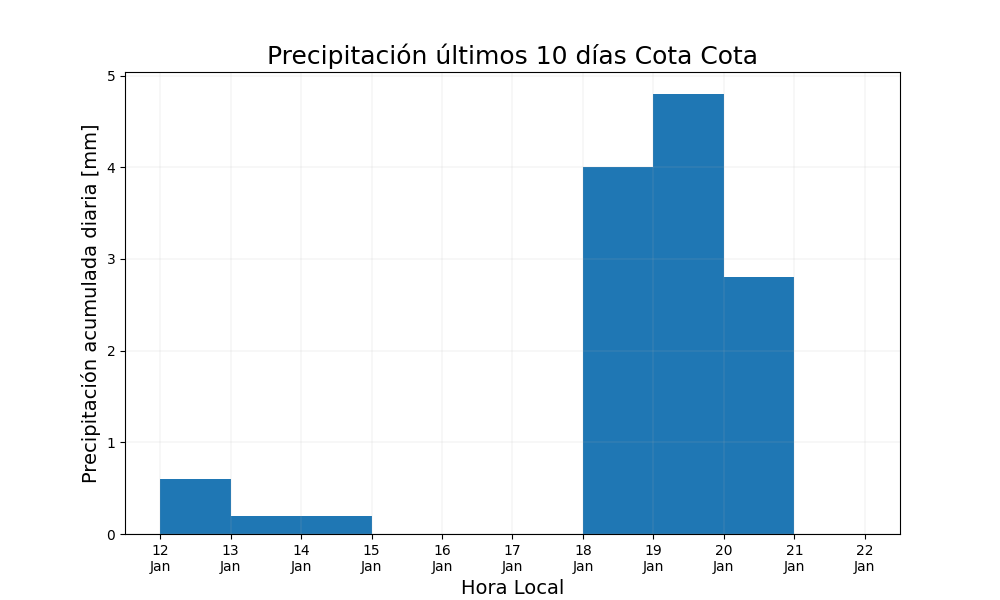 Precipitación últimos 10 días Cota Cota
Precipitación acumulada diaria [mm]
5
4
3
2
1
0
12 13 14 15 16 17 18 19 20 21 22
Jan Jan Jan Jan Jan Jan Jan Jan Jan Jan Jan
Hora Local